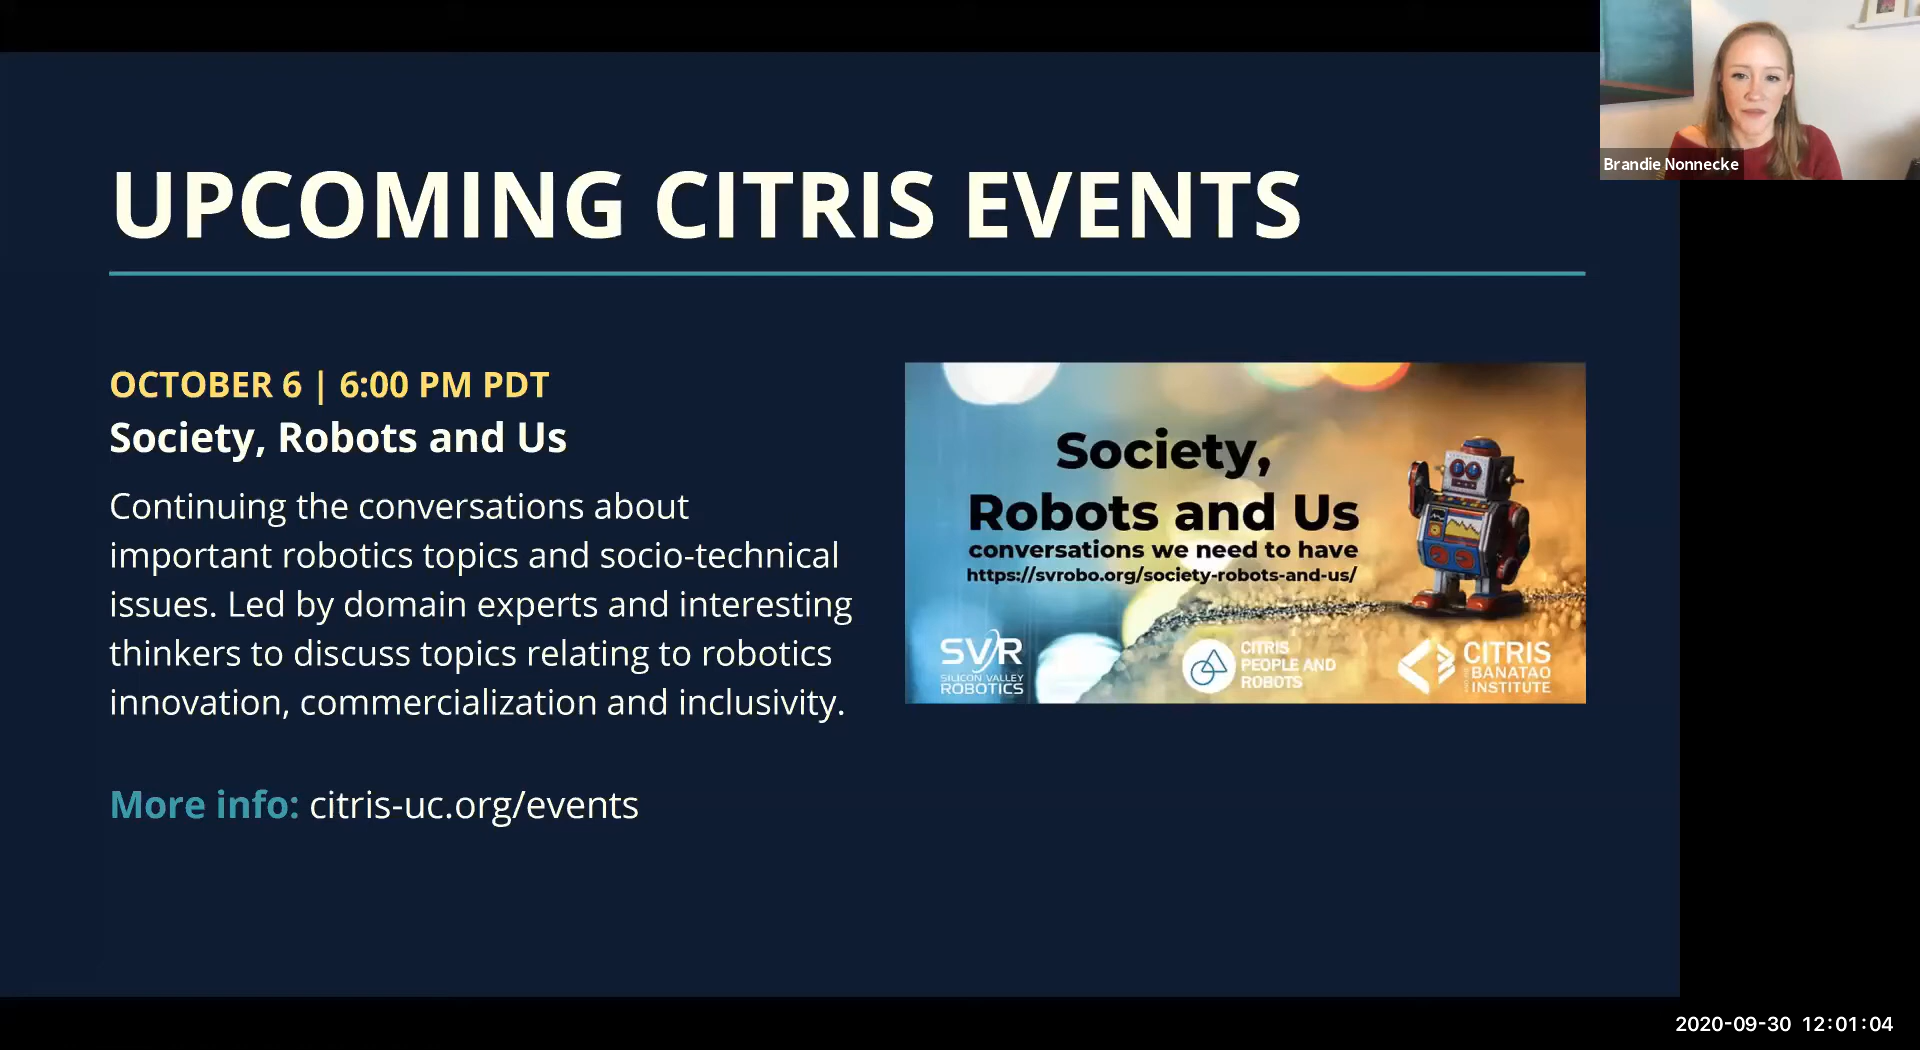 UPCOMING CITRIS EVENTS
OCTOBER 6 | 6:00 PM PDT
Society, Robots and Us
Continuing the conversations about
important robotics topics and socio-technical
issues. Led by domain experts and interesting
thinkers to discuss topics relating to robotics
innovation, commercialization and inclusivity.
More info: citris-uc.org/events
Society,
Robots and Us
conversations we need to have
https://svrobo.org/society-robots-and-us/
SVR
SILICON VALLEY
ROBOTICS
CITRIS
PEOPLE AND
ROBOTS
CITRIS
BANATAO
INSTITUTE
Brandie Nonnecke
2020-09-30 12:01:04